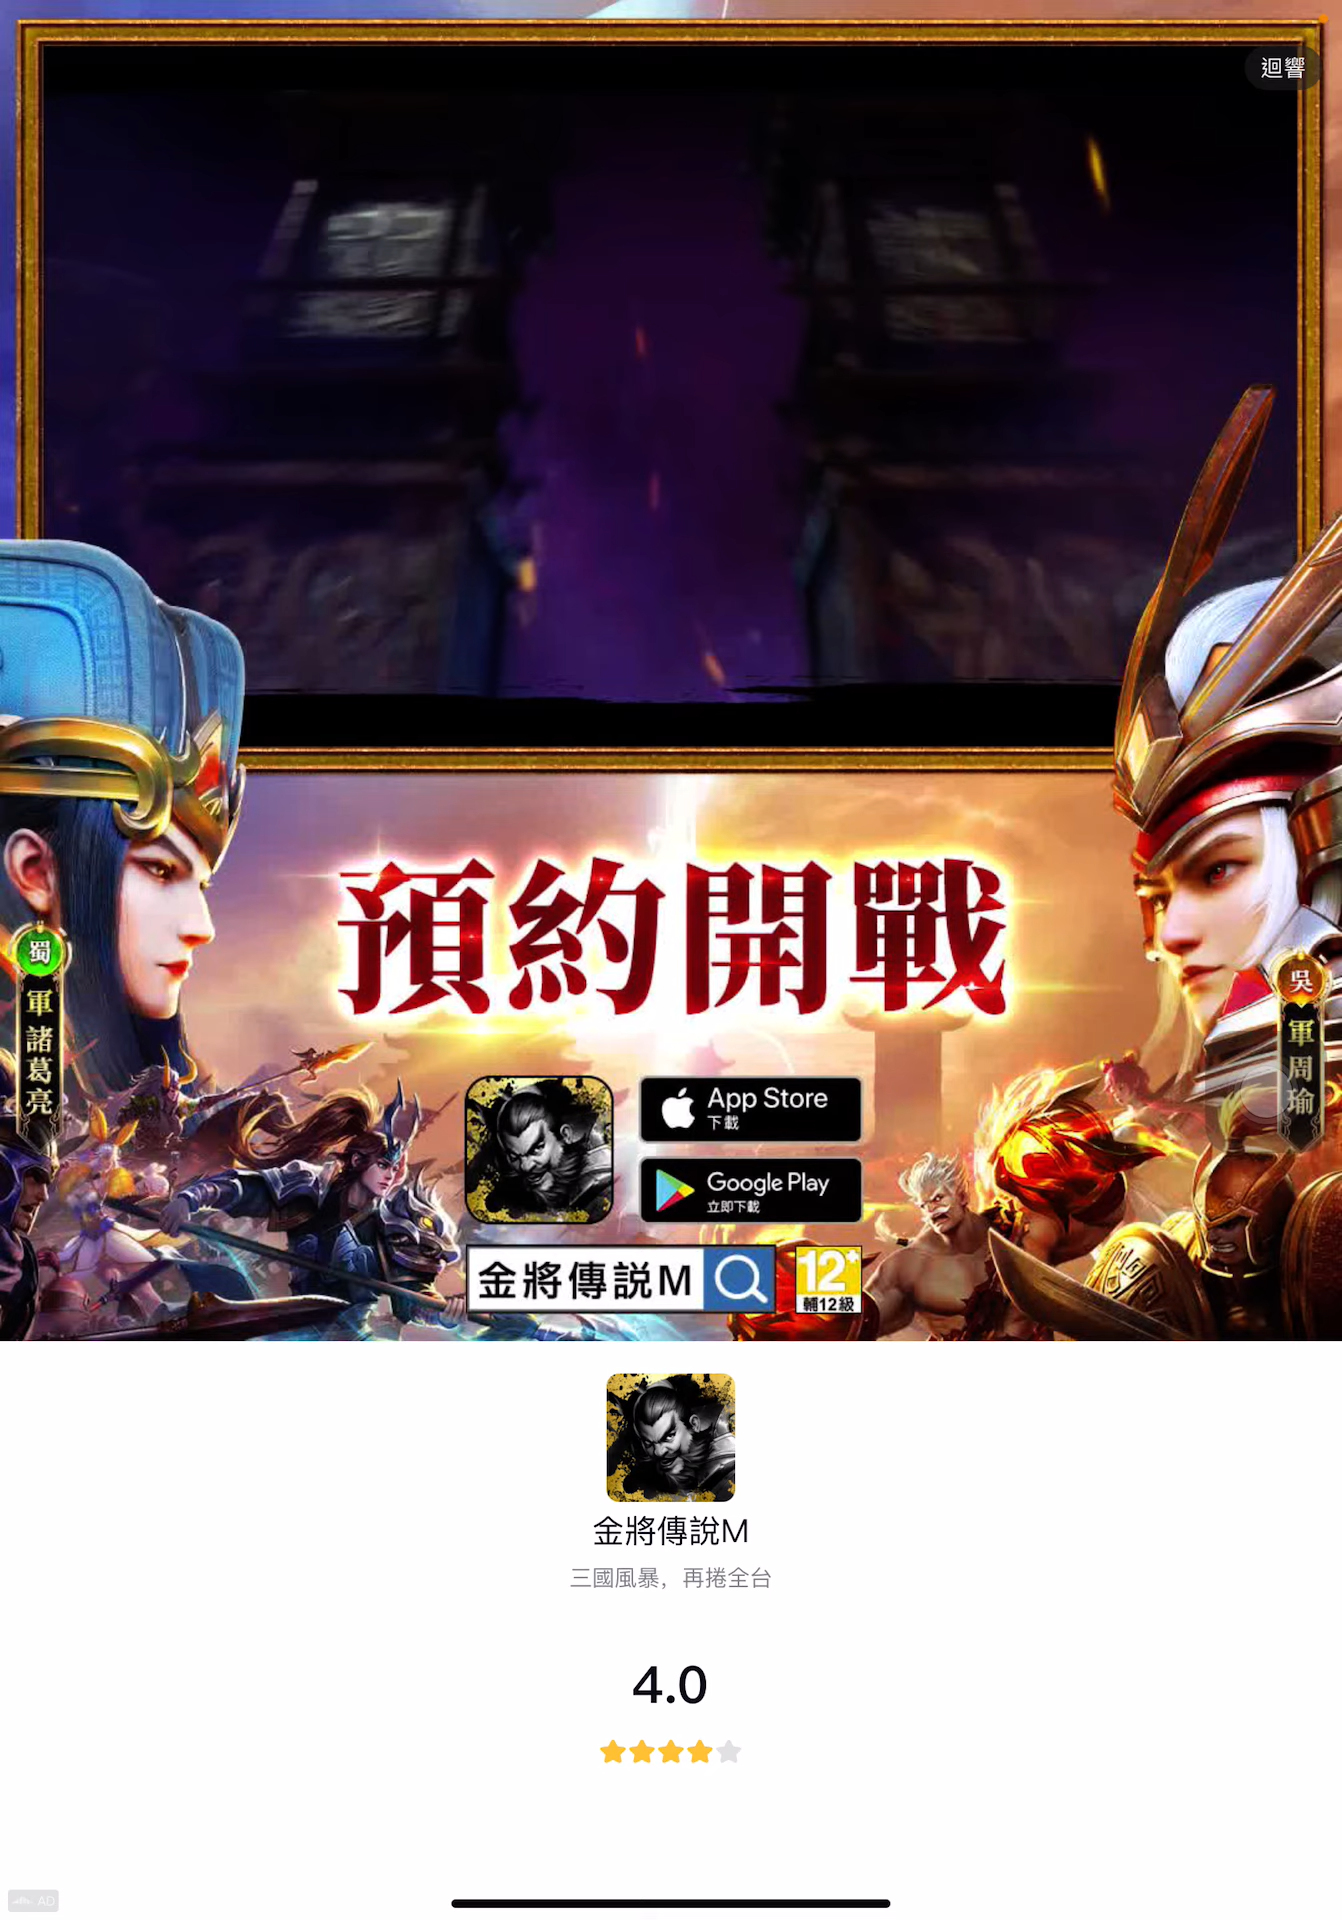 迴響
預約開戰
蜀
軍諸葛亮
吳
軍周瑜
App Store
下載
Google Play
立即下載
金將傳説M
12+
輔12級
金將傳說M
三國風暴，再捲全台
4.0
AD